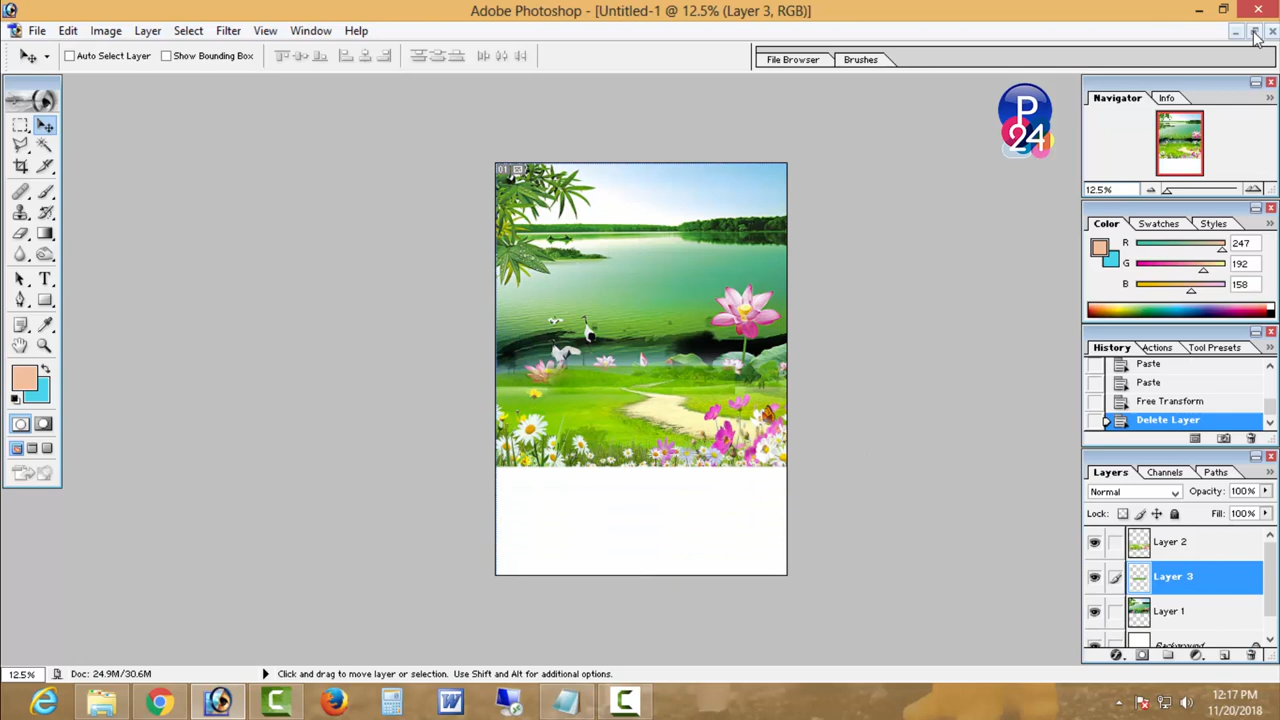 Adobe Photoshop - [Untitled-1 @ 12.5% (Layer 3, RGB)]
File Edit Image Layer Select Filter View Window Help
Auto Select Layer Show Bounding Box
File Browser Brushes
P
24
Navigator Info
12.5%
Color Swatches Styles
R 247
G 192
B 158
History Actions Tool Presets
Paste
Paste
Free Transform
Delete Layer
Layers Channels Paths
Normal Opacity: 100%
Lock: Fill: 100%
Layer 2
Layer 3
Layer 1
Background
01
12.5% Doc: 24.9M/30.6M Click and drag to move layer or selection. Use Shift and Alt for additional options.
12:17 PM
11/20/2018